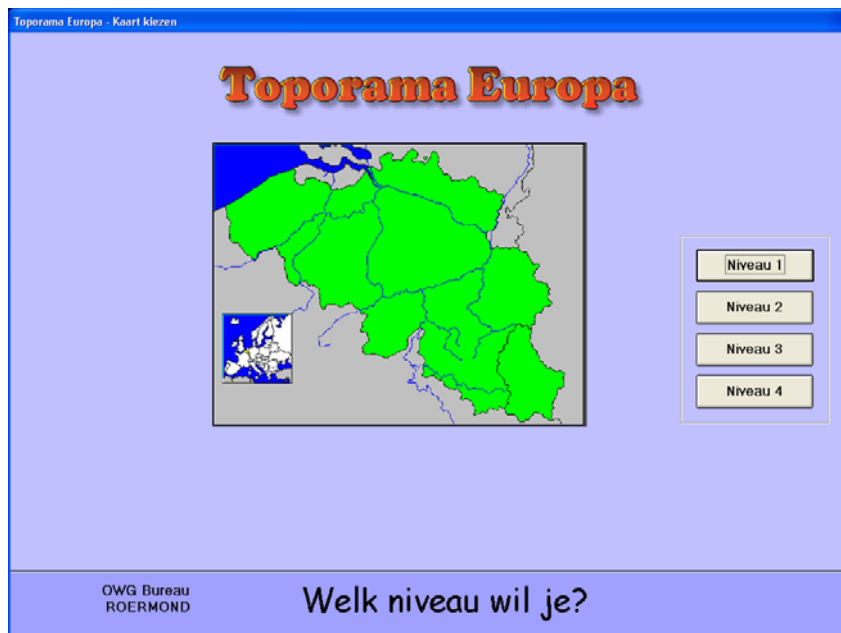 Toporama Europa - Kaart kiezen
Toporama Europa
Niveau 1
Niveau 2
Niveau 3
Niveau 4
OWG Bureau
ROERMOND
Welk niveau wil je?